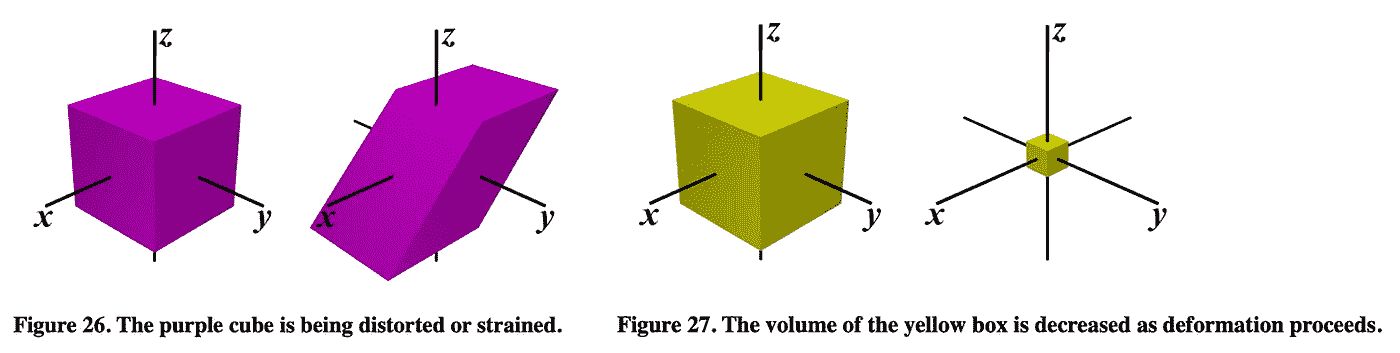 z
x
y
z
x
y
z
x
y
z
x
y
Figure 26. The purple cube is being distorted or strained.
Figure 27. The volume of the yellow box is decreased as deformation proceeds.